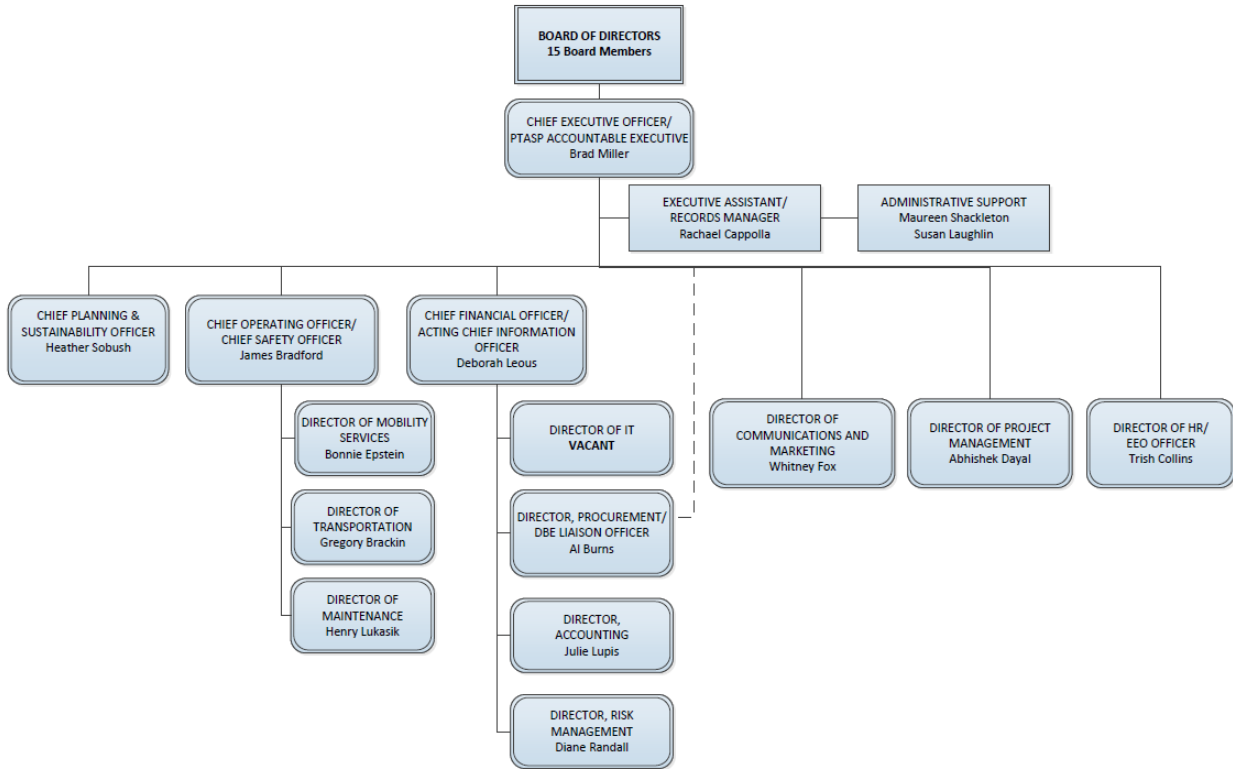 BOARD OF DIRECTORS
15 Board Members
CHIEF EXECUTIVE OFFICER/
PTASP ACCOUNTABLE EXECUTIVE
Brad Miller
EXECUTIVE ASSISTANT/
RECORDS MANAGER
Rachael Cappolla
ADMINISTRATIVE SUPPORT
Maureen Shackleton
Susan Laughlin
CHIEF PLANNING &
SUSTAINABILITY OFFICER
Heather Sobush
CHIEF OPERATING OFFICER/
CHIEF SAFETY OFFICER
James Bradford
CHIEF FINANCIAL OFFICER/
ACTING CHIEF INFORMATION
OFFICER
Deborah Leous
DIRECTOR OF MOBILITY
SERVICES
Bonnie Epstein
DIRECTOR OF
TRANSPORTATION
Gregory Brackin
DIRECTOR OF
MAINTENANCE
Henry Lukasik
DIRECTOR OF IT
VACANT
DIRECTOR, PROCUREMENT/
DBE LIAISON OFFICER
Al Burns
DIRECTOR,
ACCOUNTING
Julie Lupis
DIRECTOR, RISK
MANAGEMENT
Diane Randall
DIRECTOR OF
COMMUNICATIONS AND
MARKETING
Whitney Fox
DIRECTOR OF PROJECT
MANAGEMENT
Abhishek Dayal
DIRECTOR OF HR/
EEO OFFICER
Trish Collins